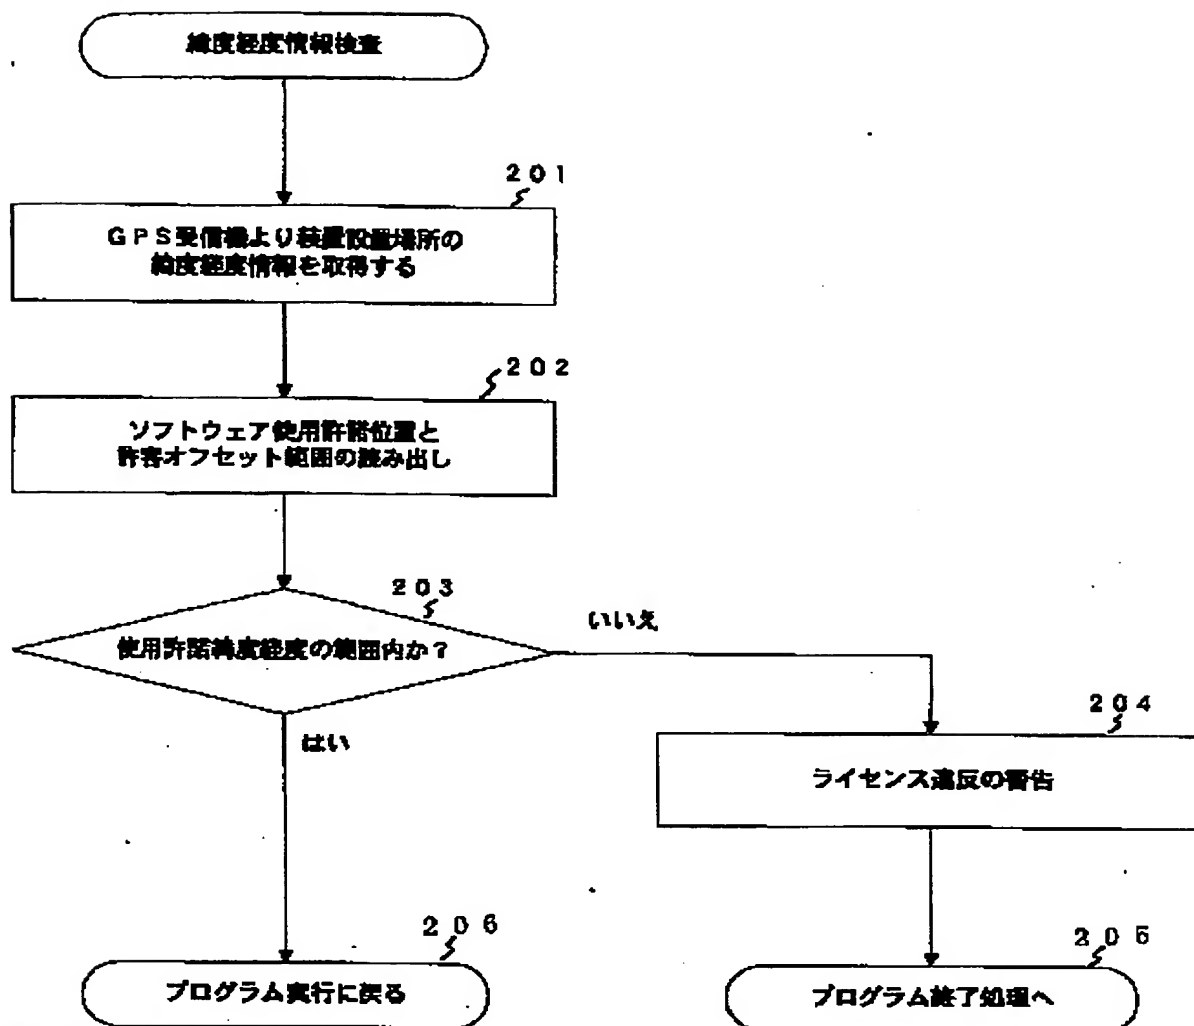 緯度経度情報検査
201
GPS受信機より装置設置場所の
緯度経度情報を取得する
202
ソフトウェア使用許諾位置と
許容オフセット範囲の読み出し
203
使用許諾緯度経度の範囲内か?
いいえ
はい
204
ライセンス違反の警告
206
プログラム実行に戻る
205
プログラム終了処理へ